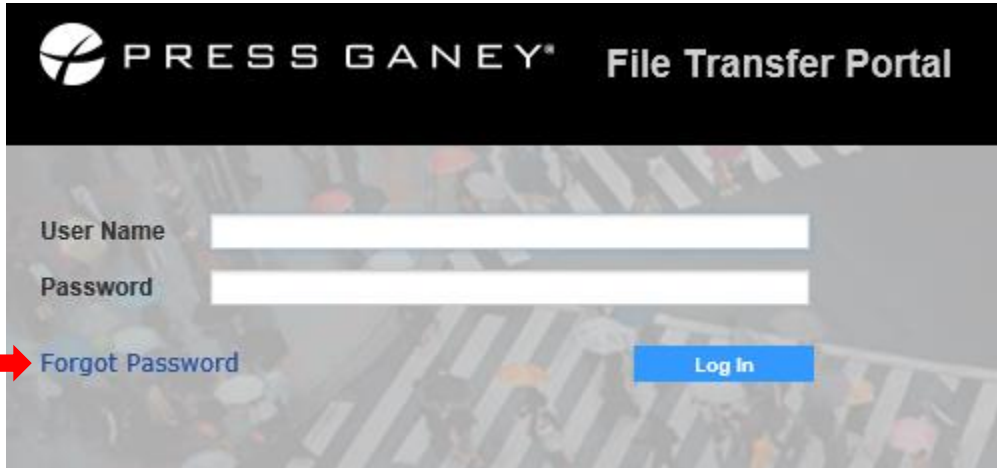 PRESS GANEY® File Transfer Portal
User Name
Password
Forgot Password Log In